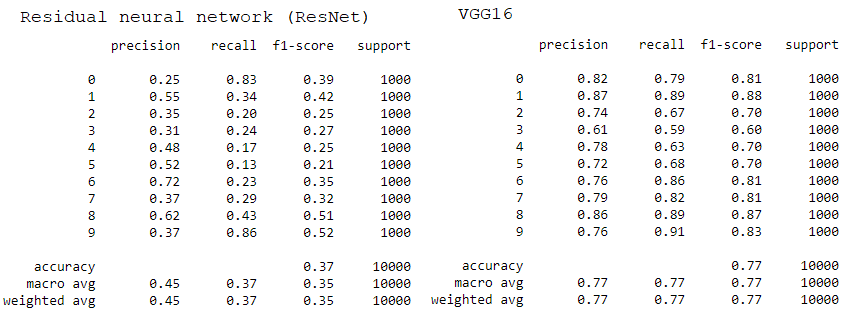 Residual neural network (ResNet)
precision recall f1-score support
0 0.25 0.83 0.39 1000
1 0.55 0.34 0.42 1000
2 0.35 0.20 0.25 1000
3 0.31 0.24 0.27 1000
4 0.48 0.17 0.25 1000
5 0.52 0.13 0.21 1000
6 0.72 0.23 0.35 1000
7 0.37 0.29 0.32 1000
8 0.62 0.43 0.51 1000
9 0.37 0.86 0.52 1000
accuracy 0.37 10000
macro avg 0.45 0.37 0.35 10000
weighted avg 0.45 0.37 0.35 10000
VGG16
precision recall f1-score support
0 0.82 0.79 0.81 1000
1 0.87 0.89 0.88 1000
2 0.74 0.67 0.70 1000
3 0.61 0.59 0.60 1000
4 0.78 0.63 0.70 1000
5 0.72 0.68 0.70 1000
6 0.76 0.86 0.81 1000
7 0.79 0.82 0.81 1000
8 0.86 0.89 0.87 1000
9 0.76 0.91 0.83 1000
accuracy 0.77 10000
macro avg 0.77 0.77 0.77 10000
weighted avg 0.77 0.77 0.77 10000